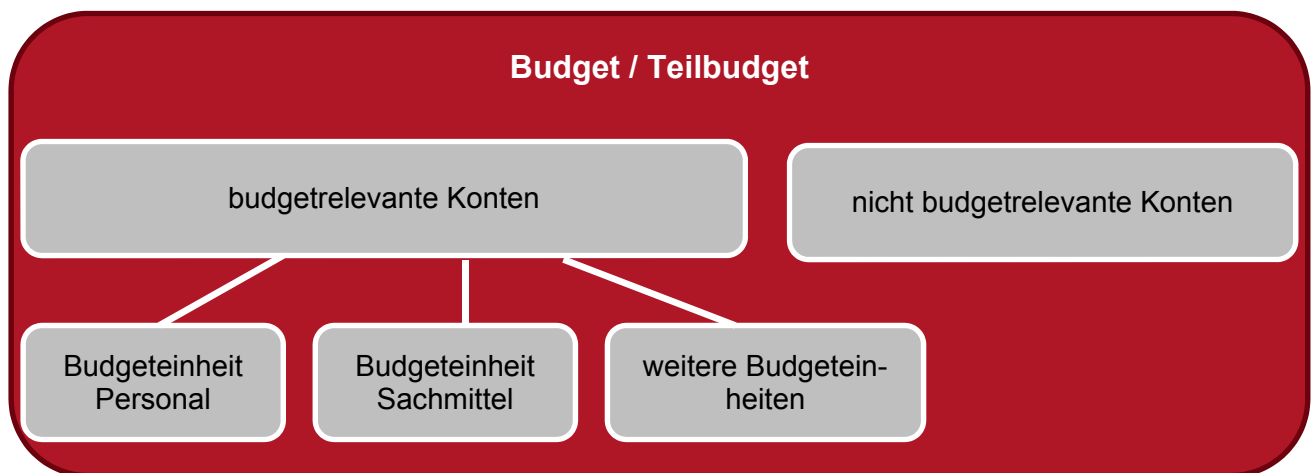 Budget / Teilbudget
budgetrelevante Konten
nicht budgetrelevante Konten
Budgeteinheit
Personal
Budgeteinheit
Sachmittel
weitere Budgetein-
heiten